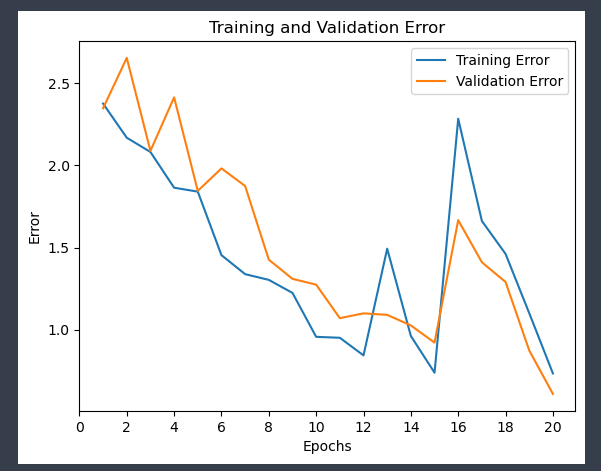 Training and Validation Error
Training Error
Validation Error
2.5
2.0
1.5
1.0
Error
0 2 4 6 8 10 12 14 16 18 20
Epochs